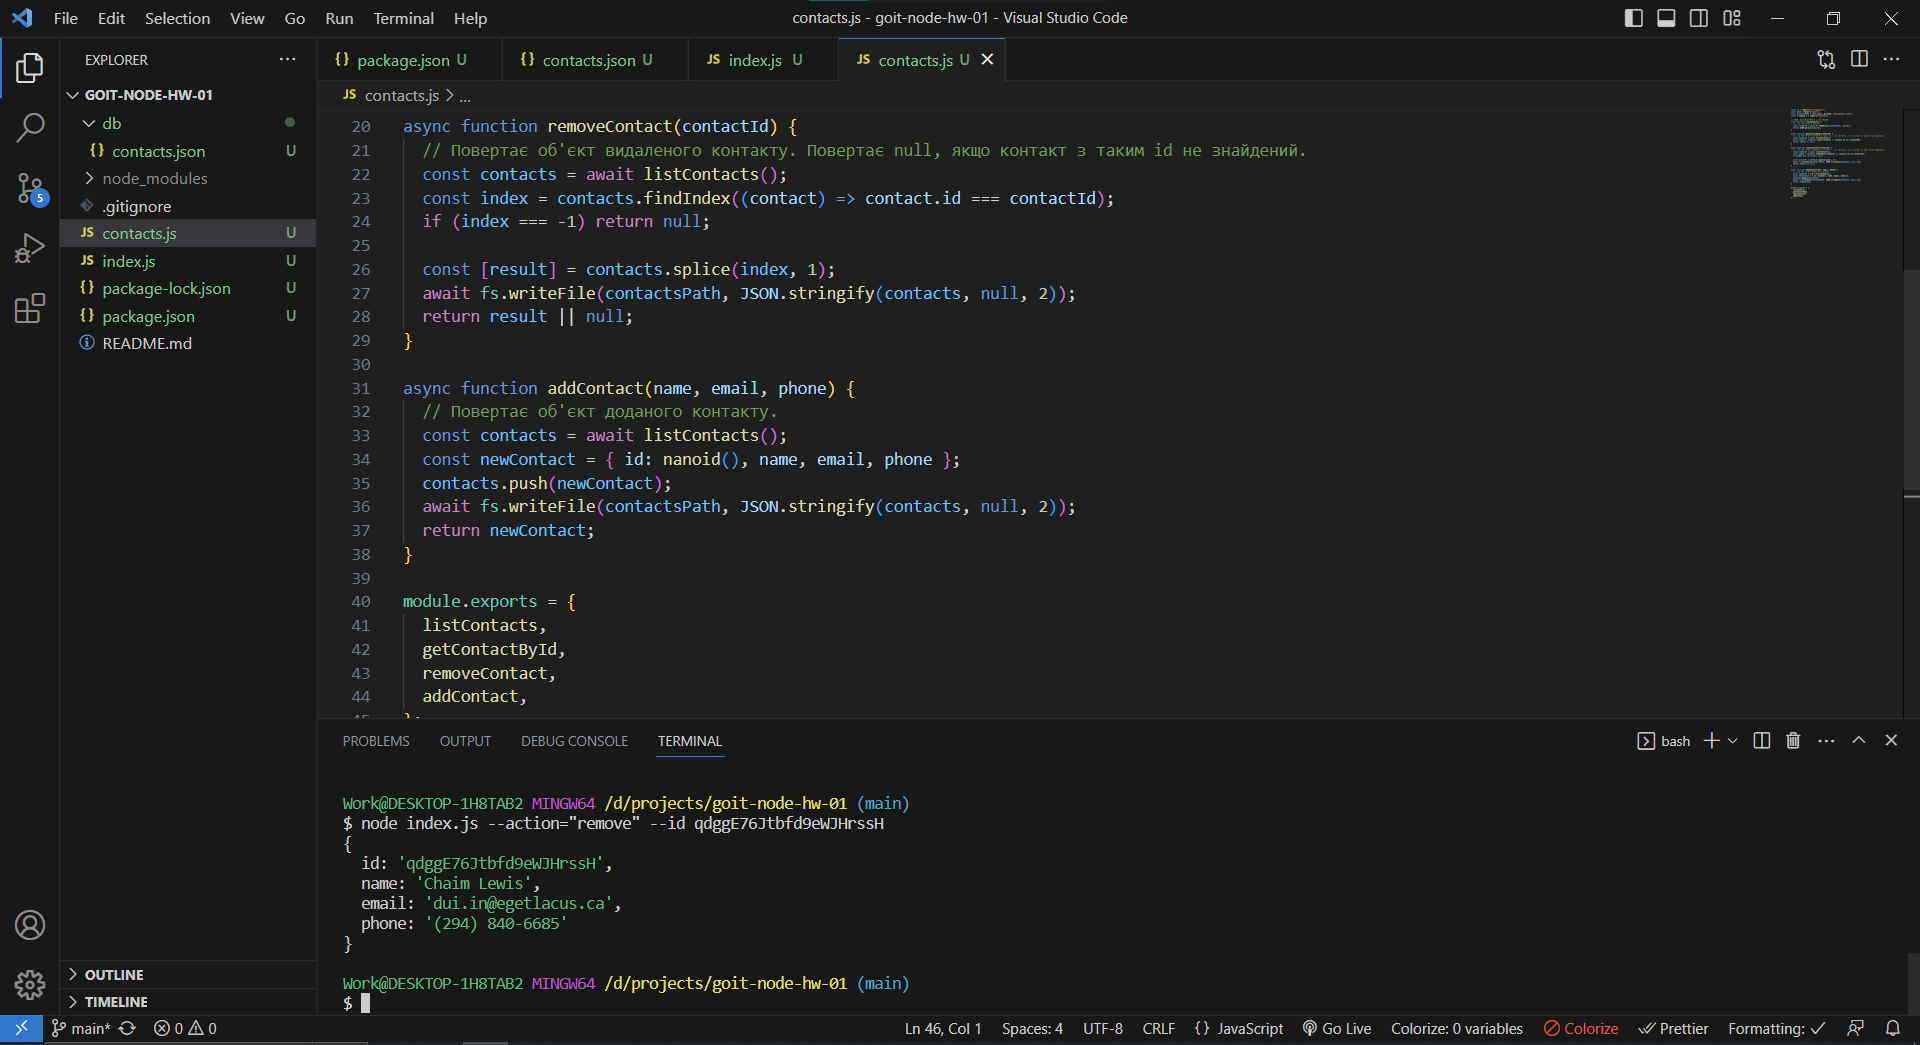 File Edit Selection View Go Run Terminal Help
contacts.js - goit-node-hw-01 - Visual Studio Code
EXPLORER
GOIT-NODE-HW-01
db
contacts.json U
node_modules
.gitignore
contacts.js U
index.js U
package-lock.json U
package.json U
README.md
5
OUTLINE
TIMELINE
package.json U
contacts.json U
index.js U
contacts.js U
contacts.js > ...
20 async function removeContact(contactId) {
21 // Повертає об'єкт видаленого контакту. Повертає null, якщо контакт з таким id не знайдений.
22 const contacts = await listContacts();
23 const index = contacts.findIndex((contact) => contact.id === contactId);
24 if (index === -1) return null;
25
26 const [result] = contacts.splice(index, 1);
27 await fs.writeFile(contactsPath, JSON.stringify(contacts, null, 2));
28 return result || null;
29 }
30
31 async function addContact(name, email, phone) {
32 // Повертає об'єкт доданого контакту.
33 const contacts = await listContacts();
34 const newContact = { id: nanoid(), name, email, phone };
35 contacts.push(newContact);
36 await fs.writeFile(contactsPath, JSON.stringify(contacts, null, 2));
37 return newContact;
38 }
39
40 module.exports = {
41 listContacts,
42 getContactById,
43 removeContact,
44 addContact,
PROBLEMS OUTPUT DEBUG CONSOLE TERMINAL
bash
Work@DESKTOP-1H8TAB2 MINGW64 /d/projects/goit-node-hw-01 (main)
$ node index.js --action="remove" --id qdggE76Jtbfd9eWJHrssH
{
id: 'qdggE76Jtbfd9eWJHrssH',
name: 'Chaim Lewis',
email: 'dui.in@egetlacus.ca',
phone: '(294) 840-6685'
}
Work@DESKTOP-1H8TAB2 MINGW64 /d/projects/goit-node-hw-01 (main)
$
main* 0 0 Ln 46, Col 1 Spaces: 4 UTF-8 CRLF {} JavaScript Go Live Colorize: 0 variables Colorize Prettier Formatting: